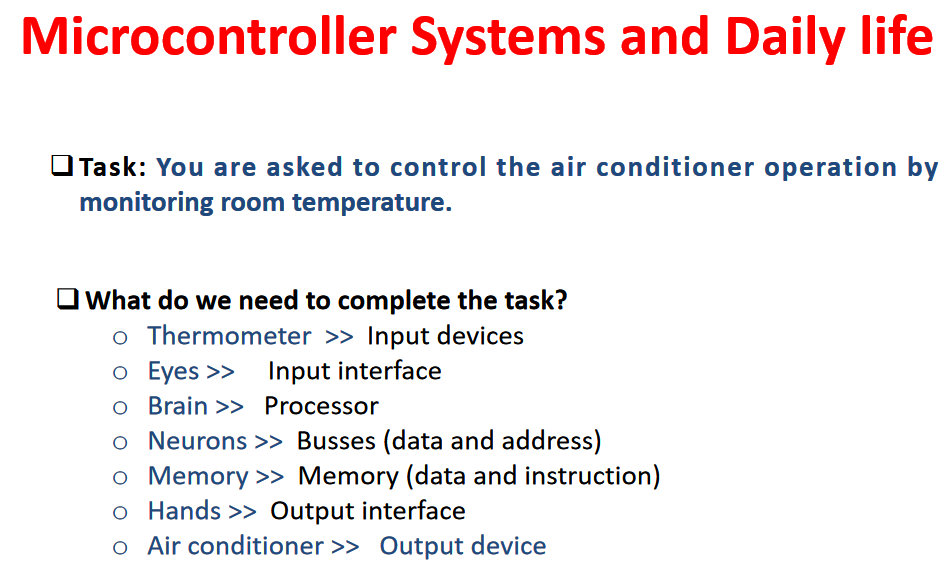 Microcontroller Systems and Daily life
Task: You are asked to control the air conditioner operation by
monitoring room temperature.
What do we need to complete the task?
Thermometer >> Input devices
Eyes >> Input interface
Brain >> Processor
Neurons >> Busses (data and address)
Memory >> Memory (data and instruction)
Hands >> Output interface
Air conditioner >> Output device